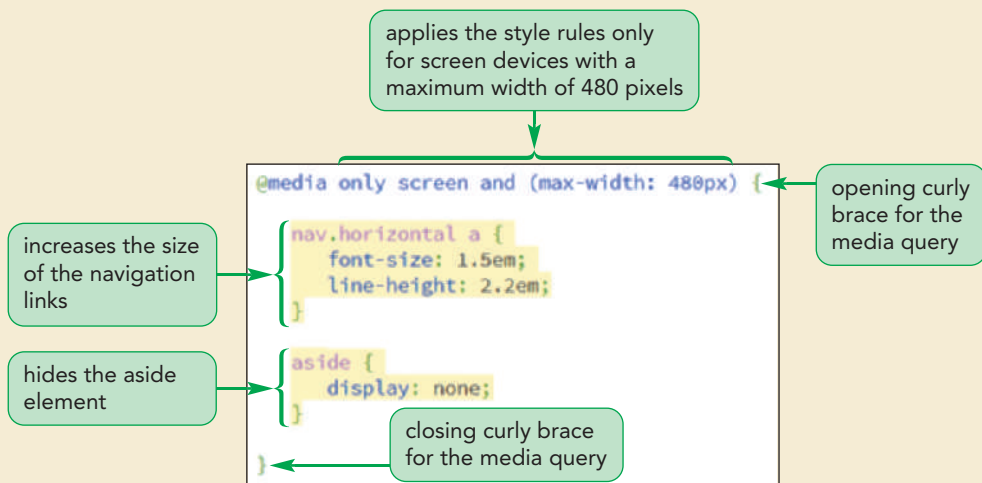 applies the style rules only
for screen devices with a
maximum width of 480 pixels
@media only screen and (max-width: 480px) {
opening curly
brace for the
media query
increases the size
of the navigation
links
nav.horizontal a {
font-size: 1.5em;
line-height: 2.2em;
}
hides the aside
element
aside {
display: none;
}
closing curly brace
for the media query
}